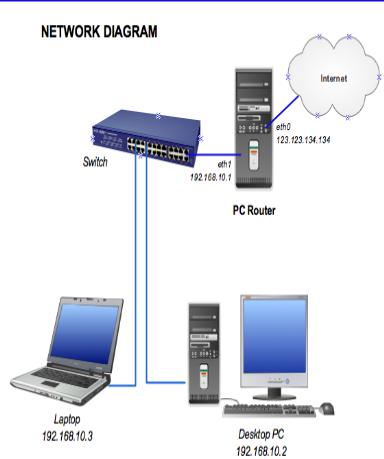 NETWORK DIAGRAM
Internet
eth0
123.123.134.134
Switch
eth1
192.168.10.1
PC Router
Laptop
192.168.10.3
Desktop PC
192.168.10.2